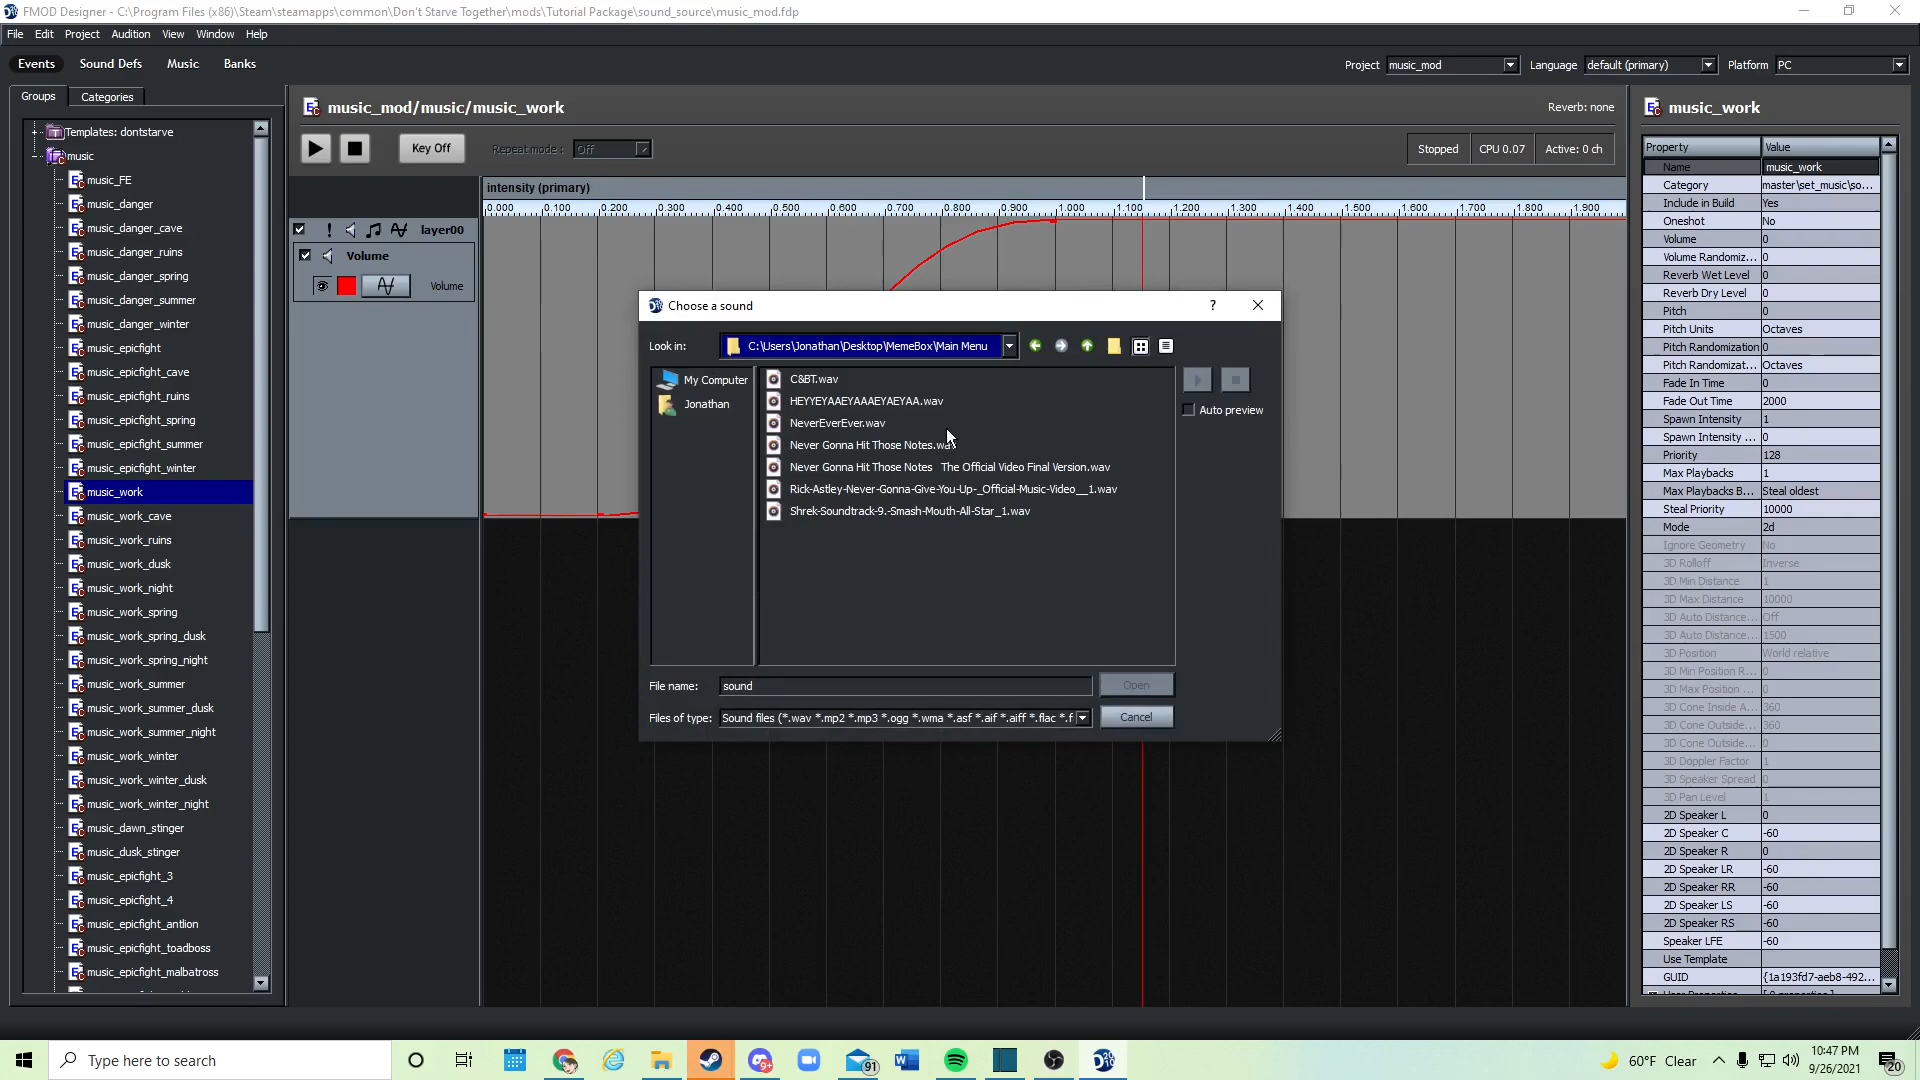 FMOD Designer - C:\Program Files (x86)\Steam\steamapps\common\Don't Starve Together\mods\Tutorial Package\sound_source\music_mod.fdp
File Edit Project Audition View Window Help
Events Sound Defs Music Banks
Project music_mod Language default (primary) Platform PC
Groups Categories
Templates: dontstarve
music
music_FE
music_danger
music_danger_cave
music_danger_ruins
music_danger_spring
music_danger_summer
music_danger_winter
music_epicfight
music_epicfight_cave
music_epicfight_ruins
music_epicfight_spring
music_epicfight_summer
music_epicfight_winter
music_work
music_work_cave
music_work_ruins
music_work_dusk
music_work_night
music_work_spring
music_work_spring_dusk
music_work_spring_night
music_work_summer
music_work_summer_dusk
music_work_summer_night
music_work_winter
music_work_winter_dusk
music_work_winter_night
music_dawn_stinger
music_dusk_stinger
music_epicfight_3
music_epicfight_4
music_epicfight_antlion
music_epicfight_toadboss
music_epicfight_malbatross
music_mod/music/music_work
Reverb: none
Key Off Repeat mode : Off
Stopped CPU 0.07 Active: 0 ch
intensity (primary)
0.000 0.100 0.200 0.300 0.400 0.500 0.600 0.700 0.800 0.900 1.000 1.100 1.200 1.300 1.400 1.500 1.600 1.700 1.800 1.900
layer00
Volume
Volume
Choose a sound
?
Look in: C:\Users\Jonathan\Desktop\MemeBox\Main Menu
My Computer
Jonathan
C&BT.wav
HEYYEYAAEYAAAEYAEYAA.wav
NeverEverEver.wav
Never Gonna Hit Those Notes.wav
Never Gonna Hit Those Notes The Official Video Final Version.wav
Rick-Astley-Never-Gonna-Give-You-Up-_Official-Music-Video__1.wav
Shrek-Soundtrack-9.-Smash-Mouth-All-Star_1.wav
Auto preview
File name: sound Open
Files of type: Sound files (*.wav *.mp2 *.mp3 *.ogg *.wma *.asf *.aif *.aiff *.flac *.f Cancel
music_work
Property Value
Name music_work
Category master\set_music\so...
Include in Build Yes
Oneshot No
Volume 0
Volume Randomiz... 0
Reverb Wet Level 0
Reverb Dry Level 0
Pitch 0
Pitch Units Octaves
Pitch Randomization 0
Pitch Randomizat... Octaves
Fade In Time 0
Fade Out Time 2000
Spawn Intensity 1
Spawn Intensity ... 0
Priority 128
Max Playbacks 1
Max Playbacks B... Steal oldest
Steal Priority 10000
Mode 2d
Ignore Geometry No
3D Rolloff Inverse
3D Min Distance 1
3D Max Distance 10000
3D Auto Distance... Off
3D Auto Distance... 1500
3D Position World relative
3D Min Position R... 0
3D Max Position ... 0
3D Cone Inside A... 360
3D Cone Outside... 360
3D Cone Outside... 0
3D Doppler Factor 1
3D Speaker Spread 0
3D Pan Level 1
2D Speaker L 0
2D Speaker C -60
2D Speaker R 0
2D Speaker LR -60
2D Speaker RR -60
2D Speaker LS -60
2D Speaker RS -60
Speaker LFE -60
Use Template
GUID {1a193fd7-aeb8-492...
Type here to search
91
60°F Clear
10:47 PM
9/26/2021
20